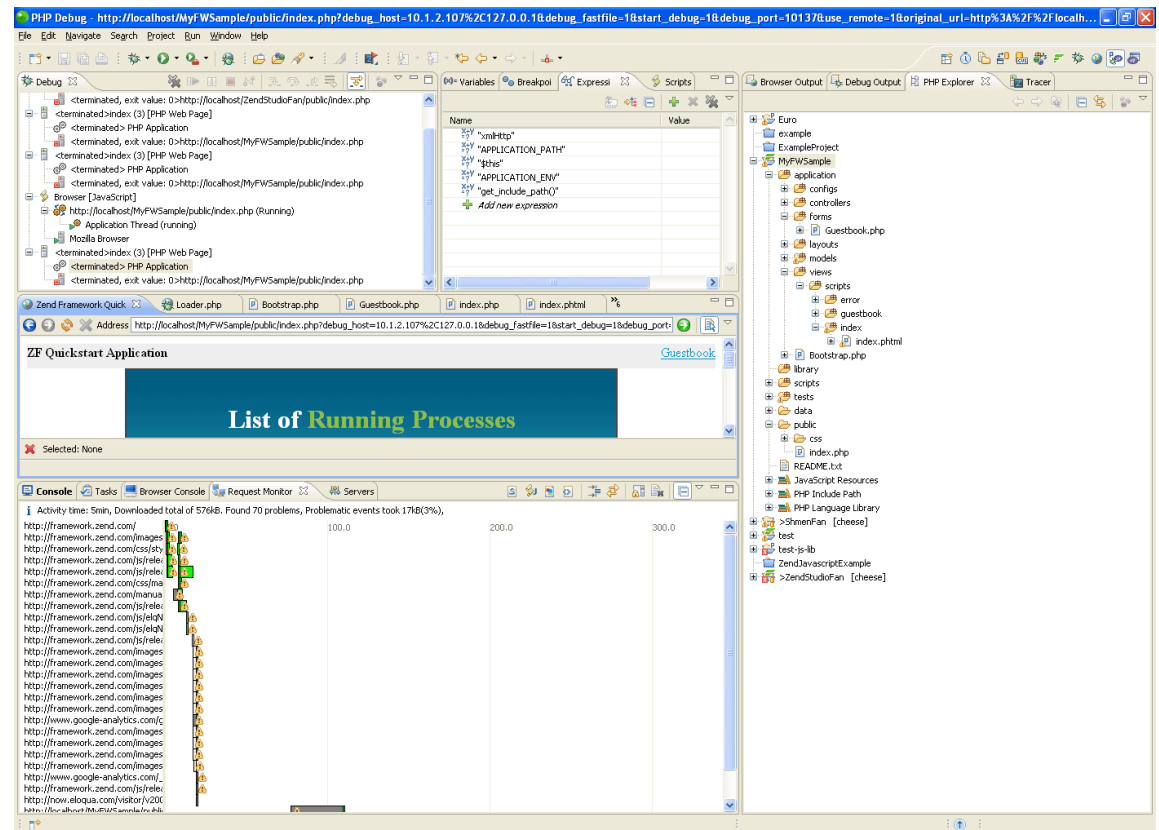 PHP Debug - http://localhost/MyFWSample/public/index.php?debug_host=10.1.2.107%2C127.0.0.1&debug_fastfile=1&start_debug=1&debug_port=10137&use_remote=1&original_url=http%3A%2F%2Flocalh...
File Edit Navigate Search Project Run Window Help
Debug
<terminated, exit value: 0>http://localhost/ZendStudioFan/public/index.php
<terminated>index (3) [PHP Web Page]
<terminated> PHP Application
<terminated, exit value: 0>http://localhost/MyFWSample/public/index.php
<terminated>index (3) [PHP Web Page]
<terminated> PHP Application
<terminated, exit value: 0>http://localhost/MyFWSample/public/index.php
Browser [JavaScript]
http://localhost/MyFWSample/public/index.php (Running)
Application Thread (running)
Mozilla Browser
<terminated>index (3) [PHP Web Page]
<terminated> PHP Application
<terminated, exit value: 0>http://localhost/MyFWSample/public/index.php
Variables Breakpoi Expressi Scripts
Name Value
"xmlHttp"
"APPLICATION_PATH"
"$this"
"APPLICATION_ENV"
"get_include_path()"
Add new expression
Browser Output Debug Output PHP Explorer Tracer
Euro
example
ExampleProject
MyFWSample
application
configs
controllers
forms
Guestbook.php
layouts
models
views
scripts
error
guestbook
index
index.phtml
Bootstrap.php
library
scripts
tests
data
public
css
index.php
README.txt
JavaScript Resources
PHP Include Path
PHP Language Library
>ShmenFan [cheese]
test
test-js-lib
ZendJavascriptExample
>ZendStudioFan [cheese]
Zend Framework Quick Loader.php Bootstrap.php Guestbook.php index.php index.phtml »6
Address http://localhost/MyFWSample/public/index.php?debug_host=10.1.2.107%2C127.0.0.1&debug_fastfile=1&start_debug=1&debug_port=
ZF Quickstart Application Guestbook
List of Running Processes
Selected: None
Console Tasks Browser Console Request Monitor Servers
Activity time: 5min, Downloaded total of 576kB. Found 70 problems, Problematic events took 17kB(3%),
100.0 200.0 300.0
http://framework.zend.com/
http://framework.zend.com/images
http://framework.zend.com/css/sty
http://framework.zend.com/js/relea
http://framework.zend.com/js/relea
http://framework.zend.com/css/ma
http://framework.zend.com/manua
http://framework.zend.com/js/relea
http://framework.zend.com/js/elqN
http://framework.zend.com/js/elqN
http://framework.zend.com/js/relea
http://framework.zend.com/images
http://framework.zend.com/images
http://framework.zend.com/images
http://framework.zend.com/images
http://framework.zend.com/images
http://framework.zend.com/images
http://www.google-analytics.com/g
http://framework.zend.com/images
http://framework.zend.com/images
http://framework.zend.com/images
http://framework.zend.com/images
http://www.google-analytics.com/_
http://framework.zend.com/js/relea
http://now.eloqua.com/visitor/v200
http://localhost/MyFWSample/publi